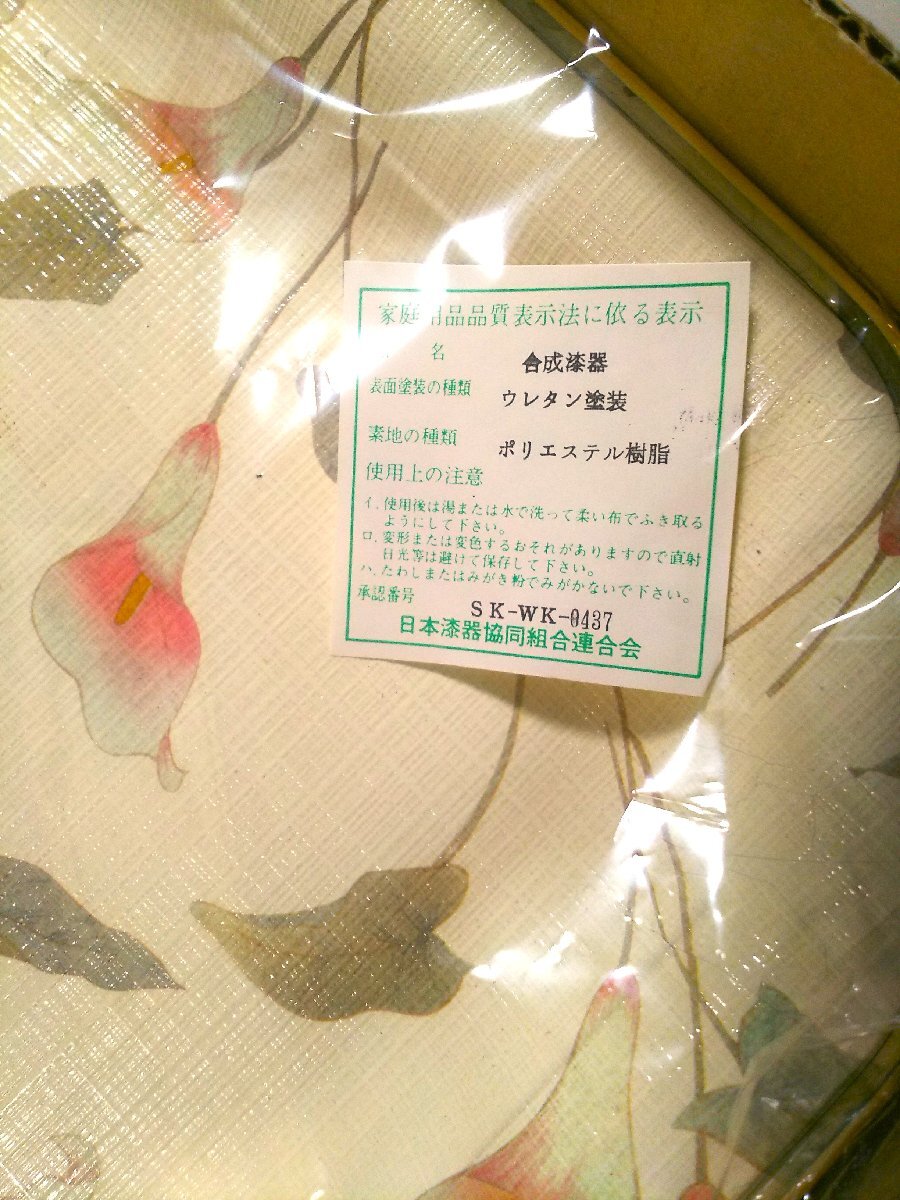 家庭用品品質表示法に依る表示
名 合成漆器
表面塗装の種類 ウレタン塗装
素地の種類 ポリエステル樹脂
使用上の注意
イ.使用後は湯または水で洗って柔い布でふき取る
ようにして下さい。
ロ.変形または変色するおそれがありますので直射
日光等は避けて保存して下さい。
ハ.たわしまたはみがき粉でみがかないで下さい。
承認番号 SK-WK-0437
日本漆器協同組合連合会